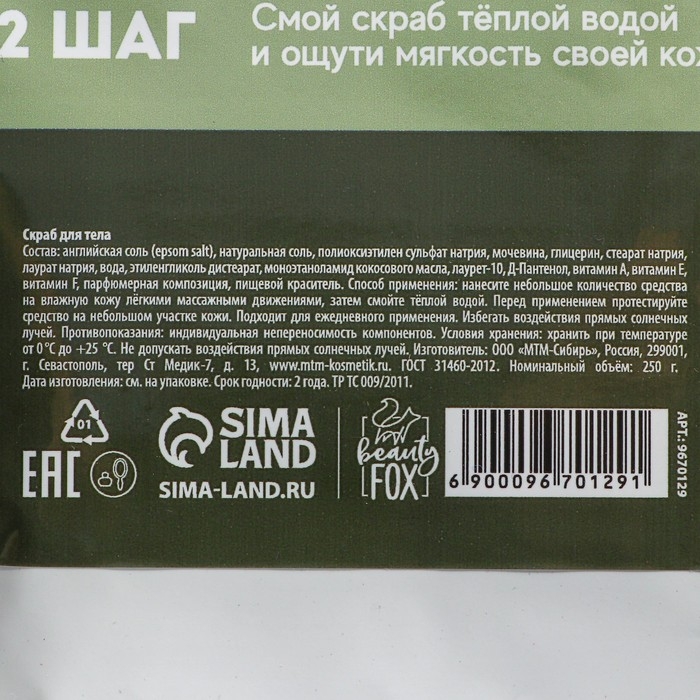 2 ШАГ
Смой скраб тёплой водой
и ощути мягкость своей
Скраб для тела
Состав: английская соль (epsom salt), натуральная соль, полиоксиэтилен сульфат натрия, мочевина, глицерин, стеарат натрия,
лаурат натрия, вода, этиленгликоль дистеарат, моноэтаноламид кокосового масла, лаурет-10, Д-Пантенол, витамин А, витамин Е,
витамин F, парфюмерная композиция, пищевой краситель. Способ применения: нанесите небольшое количество средства
на влажную кожу лёгкими массажными движениями, затем смойте тёплой водой. Перед применением протестируйте
средство на небольшом участке кожи. Подходит для ежедневного применения. Избегать воздействия прямых солнечных
лучей. Противопоказания: индивидуальная непереносимость компонентов. Условия хранения: хранить при температуре
от 0 °С до +25 °С. Не допускать воздействия прямых солнечных лучей. Изготовитель: ООО «МТМ-Сибирь», Россия, 299001,
г. Севастополь, тер Ст Медик-7, д. 13, www.mtm-kosmetik.ru. ГОСТ 31460-2012. Номинальный объём: 250 г.
Дата изготовления: см. на упаковке. Срок годности: 2 года. ТР ТС 009/2011.
01
EAC
SIMA
LAND
SIMA-LAND.RU
beauty
FOX
6 900096 701291
АРТ.: 9670129